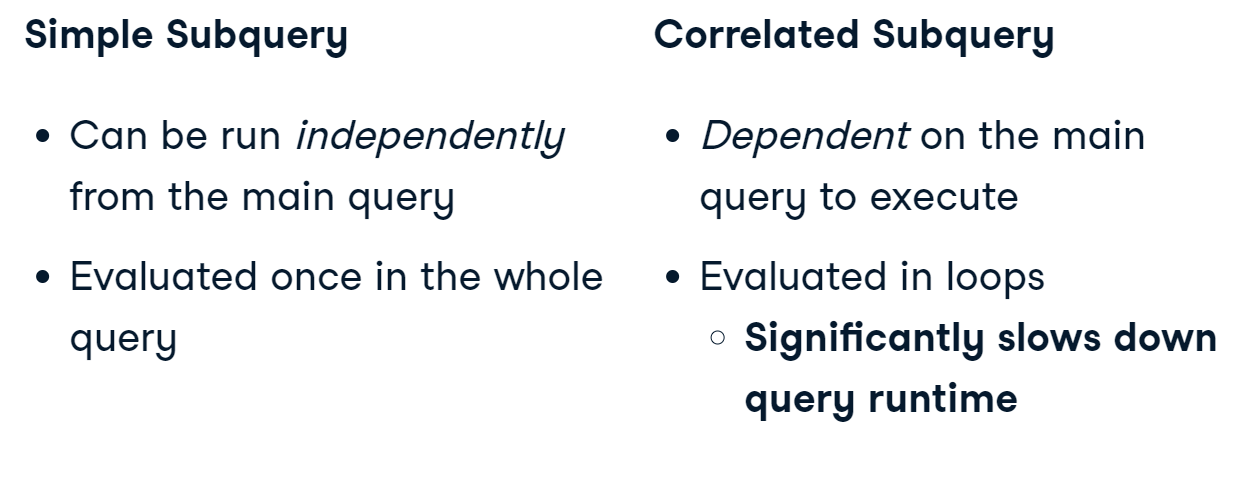 Simple Subquery
Can be run independently
from the main query
Evaluated once in the whole
query
Correlated Subquery
Dependent on the main
query to execute
Evaluated in loops
Significantly slows down
query runtime